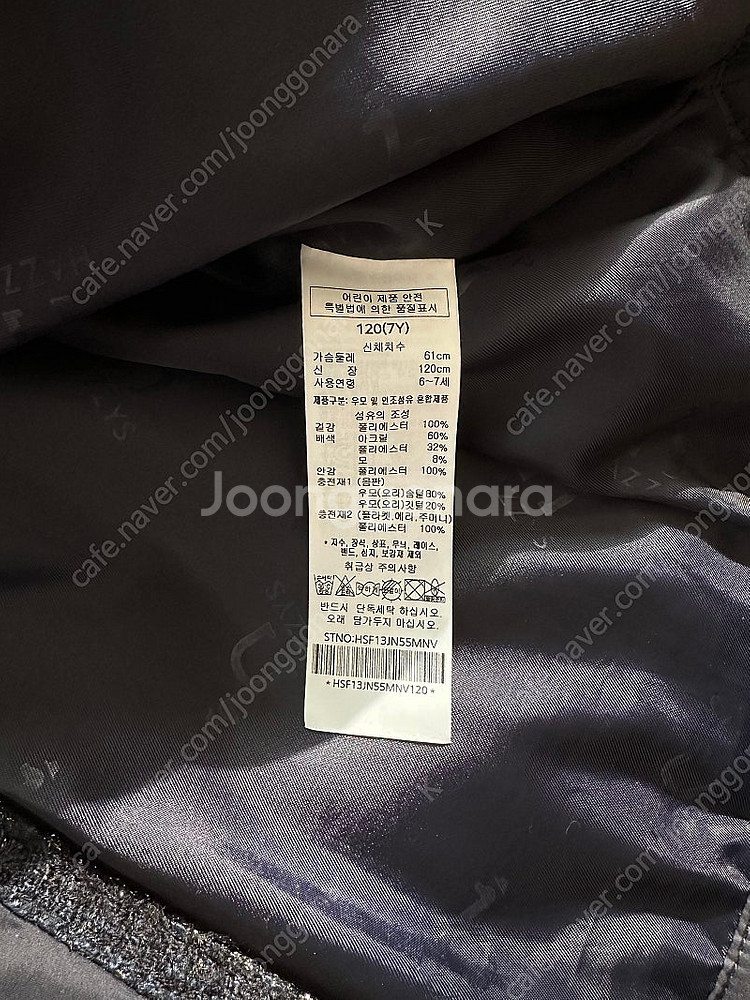 어린이 제품 안전
특별법에 의한 품질표시
120(7Y)
신체치수
가슴둘레 61cm
신 장 120cm
사용연령 6~7세
제품구분: 우모 및 인조섬유 혼합제품
섬유의 조성
겉감 폴리에스터 100%
배색 아크릴 60%
폴리에스터 32%
모 8%
안감 폴리에스터 100%
충전재1 (몸판)
우모(오리)솜털 80%
우모(오리)깃털 20%
충전재2 (플라켓,에리,주머니)
폴리에스터 100%
* 자수, 장식, 상표, 무늬, 레이스,
밴드, 심지, 보강재 제외
취급상 주의사항
반드시 단독세탁 하십시오.
오래 담가두지 마십시오.
STNO:HSF13JN55MNV
*HSF13JN55MNV120*
Joonggonara
cafe.naver.com/joonggonara